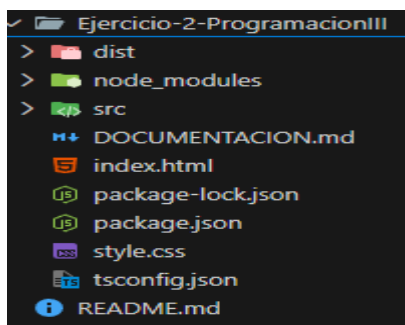 Ejercicio-2-ProgramacionIII
dist
node_modules
src
DOCUMENTACION.md
index.html
package-lock.json
package.json
style.css
tsconfig.json
README.md